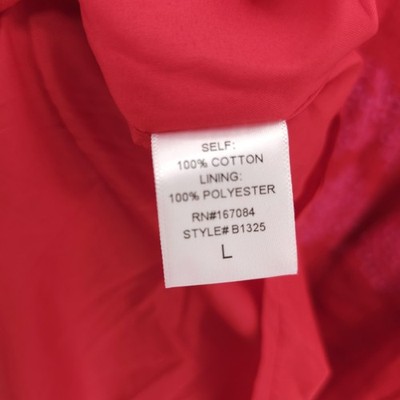 SELF:
100% COTTON
LINING:
100% POLYESTER
RN#167084
STYLE# B1325
L